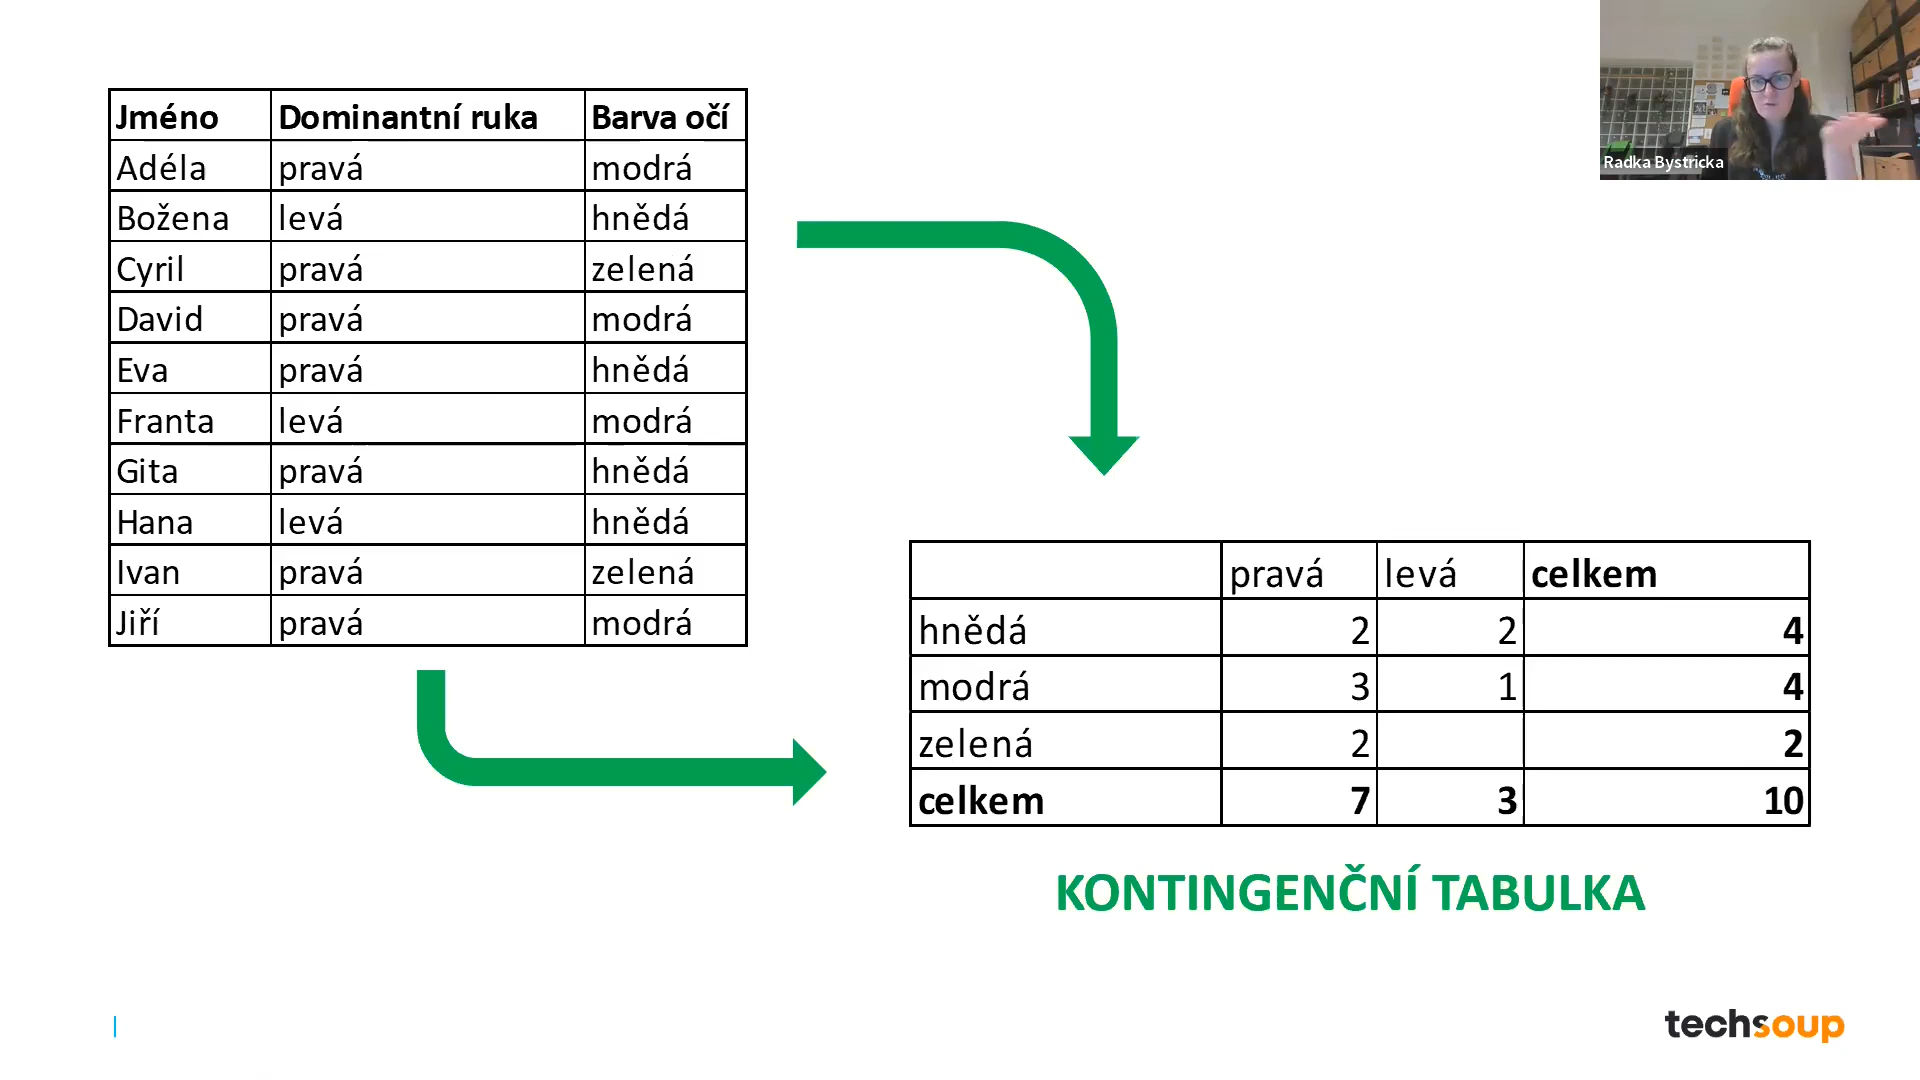 Jméno Dominantní ruka Barva očí
Adéla pravá modrá
Božena levá hnědá
Cyril pravá zelená
David pravá modrá
Eva pravá hnědá
Franta levá modrá
Gita pravá hnědá
Hana levá hnědá
Ivan pravá zelená
Jiří pravá modrá
Radka Bystricka
pravá levá celkem
hnědá 2 2 4
modrá 3 1 4
zelená 2 2
celkem 7 3 10
KONTINGENČNÍ TABULKA
techsoup